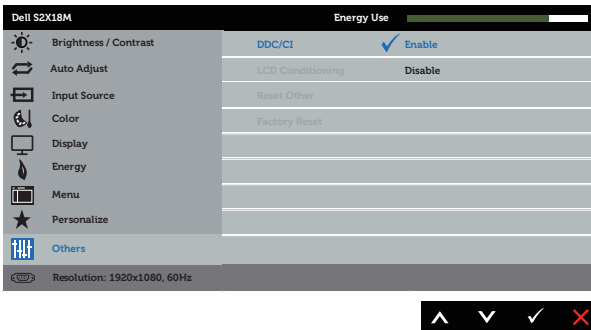 Dell S2X18M Energy Use
Brightness / Contrast DDC/CI Enable
Auto Adjust LCD Conditioning Disable
Input Source Reset Other
Color Factory Reset
Display
Energy
Menu
Personalize
Others
Resolution: 1920x1080, 60Hz